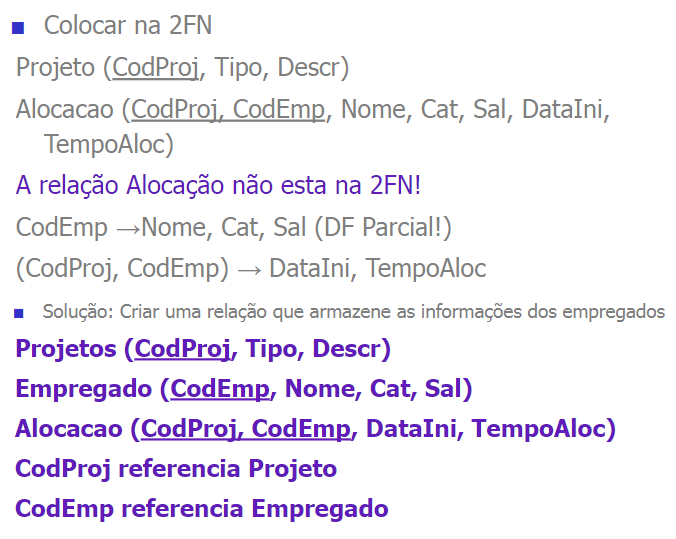 Colocar na 2FN
Projeto (CodProj, Tipo, Descr)
Alocacao (CodProj, CodEmp, Nome, Cat, Sal, DataIni,
TempoAloc)
A relação Alocação não esta na 2FN!
CodEmp →Nome, Cat, Sal (DF Parcial!)
(CodProj, CodEmp) → DataIni, TempoAloc
Solução: Criar uma relação que armazene as informações dos empregados
Projetos (CodProj, Tipo, Descr)
Empregado (CodEmp, Nome, Cat, Sal)
Alocacao (CodProj, CodEmp, DataIni, TempoAloc)
CodProj referencia Projeto
CodEmp referencia Empregado